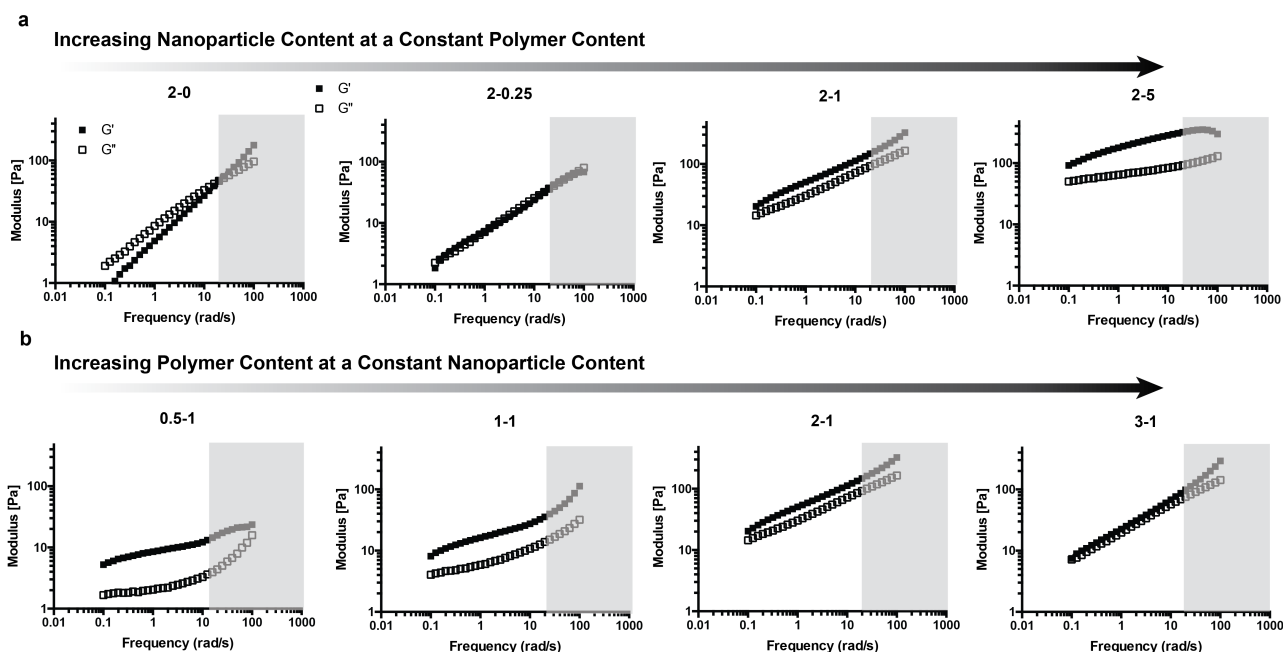 a
Increasing Nanoparticle Content at a Constant Polymer Content
2-0
2-0.25
2-1
2-5
G'
G"
G'
G"
Modulus [Pa]
100
10
1
0.01 0.1 1 10 100 1000
Frequency (rad/s)
Modulus [Pa]
100
10
1
0.01 0.1 1 10 100 1000
Frequency (rad/s)
Modulus [Pa]
100
10
1
0.01 0.1 1 10 100 1000
Frequency (rad/s)
Modulus [Pa]
100
10
1
0.01 0.1 1 10 100 1000
Frequency (rad/s)
b
Increasing Polymer Content at a Constant Nanoparticle Content
0.5-1
1-1
2-1
3-1
Modulus [Pa]
100
10
1
0.01 0.1 1 10 100 1000
Frequency (rad/s)
Modulus [Pa]
100
10
1
0.01 0.1 1 10 100 1000
Frequency (rad/s)
Modulus [Pa]
100
10
1
0.01 0.1 1 10 100 1000
Frequency (rad/s)
Modulus [Pa]
100
10
1
0.01 0.1 1 10 100 1000
Frequency (rad/s)